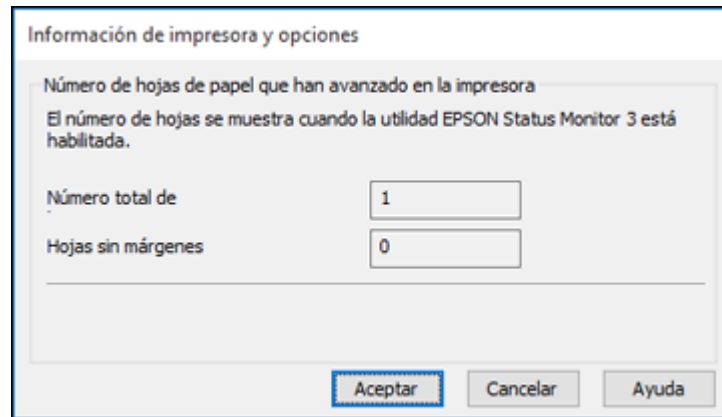 Información de impresora y opciones
Número de hojas de papel que han avanzado en la impresora
El número de hojas se muestra cuando la utilidad EPSON Status Monitor 3 está
habilitada.
Número total de
1
Hojas sin márgenes
0
Aceptar
Cancelar
Ayuda